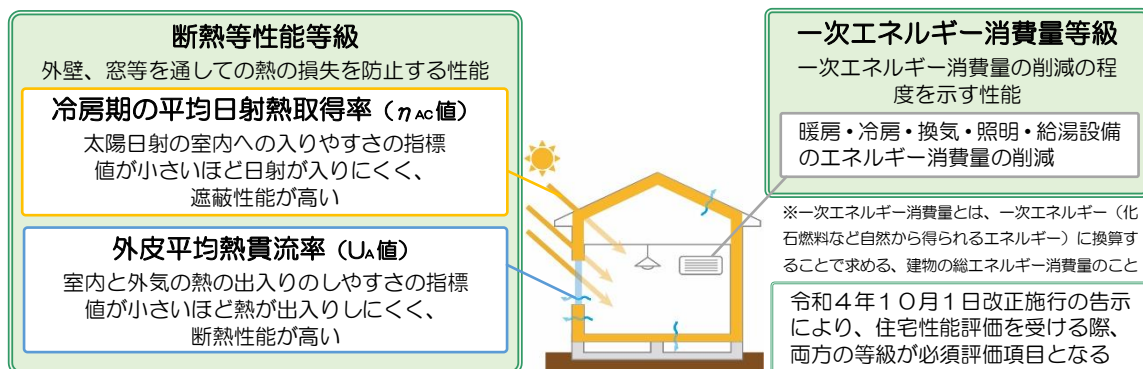 断熱等性能等級
外壁、窓等を通しての熱の損失を防止する性能
冷房期の平均日射熱取得率（ηAC値）
太陽日射の室内への入りやすさの指標
値が小さいほど日射が入りにくく、
遮蔽性能が高い
外皮平均熱貫流率（UA値）
室内と外気の熱の出入りのしやすさの指標
値が小さいほど熱が出入りしにくく、
断熱性能が高い
一次エネルギー消費量等級
一次エネルギー消費量の削減の程
度を示す性能
暖房・冷房・換気・照明・給湯設備
のエネルギー消費量の削減
※一次エネルギー消費量とは、一次エネルギー（化
石燃料など自然から得られるエネルギー）に換算す
ることで求める、建物の総エネルギー消費量のこと
令和４年１０月１日改正施行の告示
により、住宅性能評価を受ける際、
両方の等級が必須評価項目となる